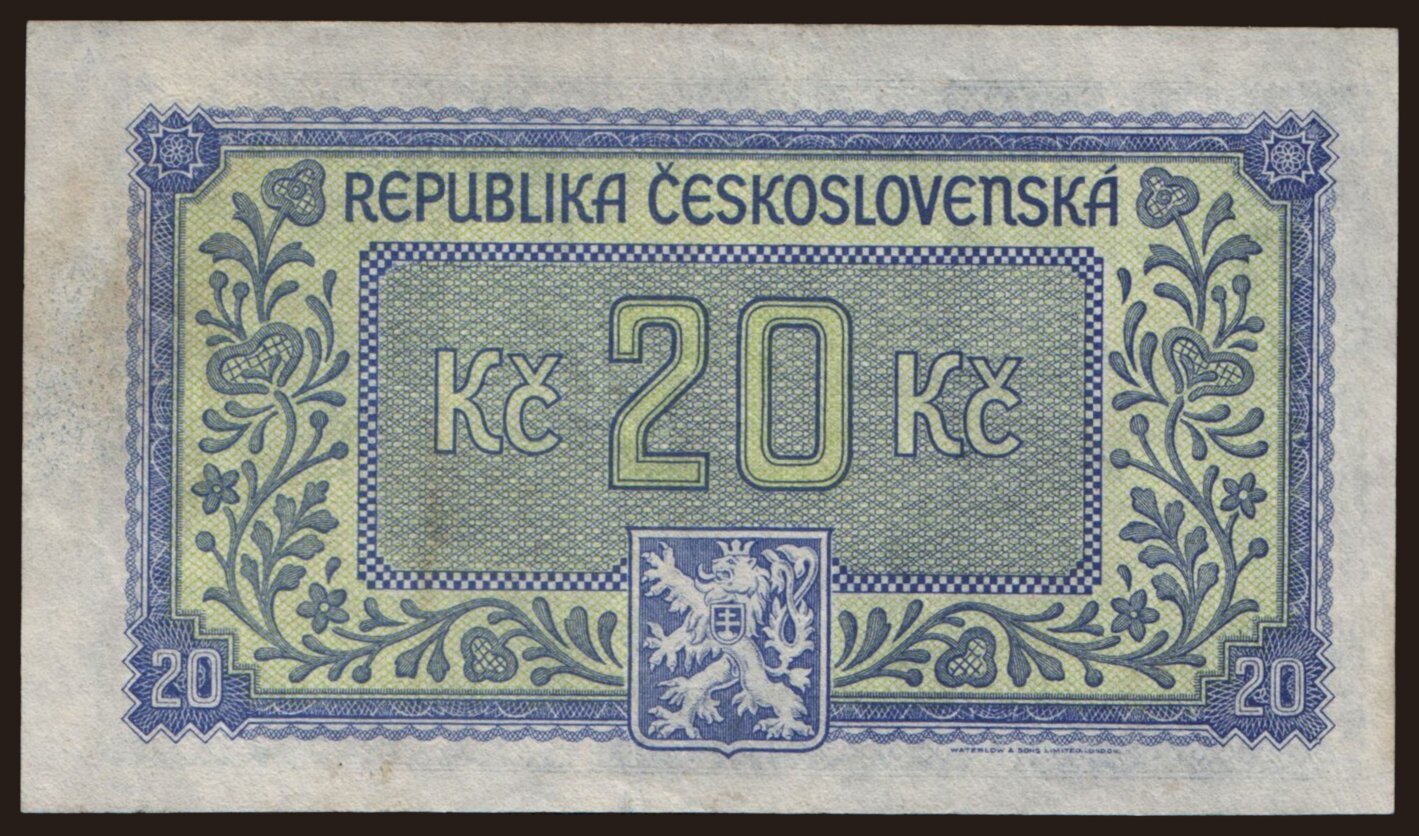 REPUBLIKA ČESKOSLOVENSKÁ
Kč 20 Kč
20 20
WATERLOW & SONS LIMITED, LONDON.